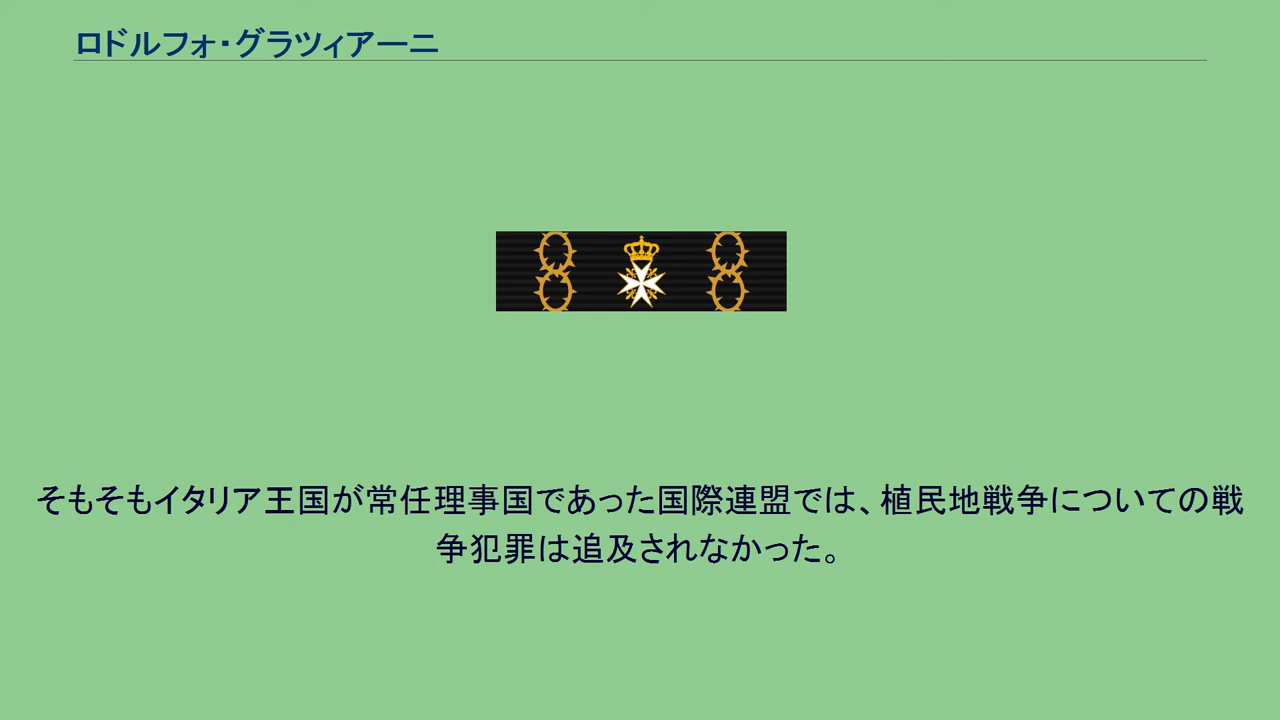 ロドルフォ・グラツィアーニ
そもそもイタリア王国が常任理事国であった国際連盟では、植民地戦争についての戦
争犯罪は追及されなかった。